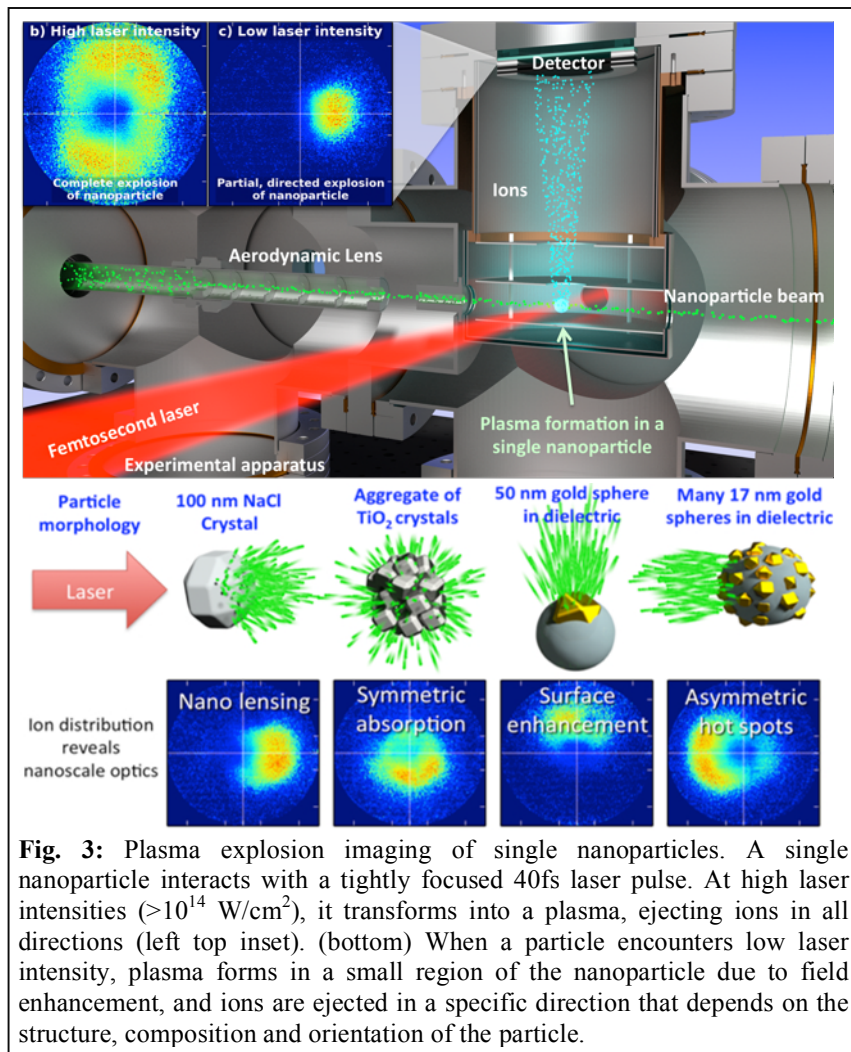 b) High laser intensity
c) Low laser intensity
Complete explosion
of nanoparticle
Partial, directed explosion
of nanoparticle
Detector
Ions
Aerodynamic Lens
Nanoparticle beam
Femtosecond laser
Plasma formation in a
single nanoparticle
Experimental apparatus
Particle
morphology
100 nm NaCl
Crystal
Aggregate of
TiO₂ crystals
50 nm gold sphere
in dielectric
Many 17 nm gold
spheres in dielectric
Laser
Ion distribution
reveals
nanoscale optics
Nano lensing
Symmetric
absorption
Surface
enhancement
Asymmetric
hot spots
Fig. 3: Plasma explosion imaging of single nanoparticles. A single
nanoparticle interacts with a tightly focused 40fs laser pulse. At high laser
intensities (>10¹⁴ W/cm²), it transforms into a plasma, ejecting ions in all
directions (left top inset). (bottom) When a particle encounters low laser
intensity, plasma forms in a small region of the nanoparticle due to field
enhancement, and ions are ejected in a specific direction that depends on the
structure, composition and orientation of the particle.